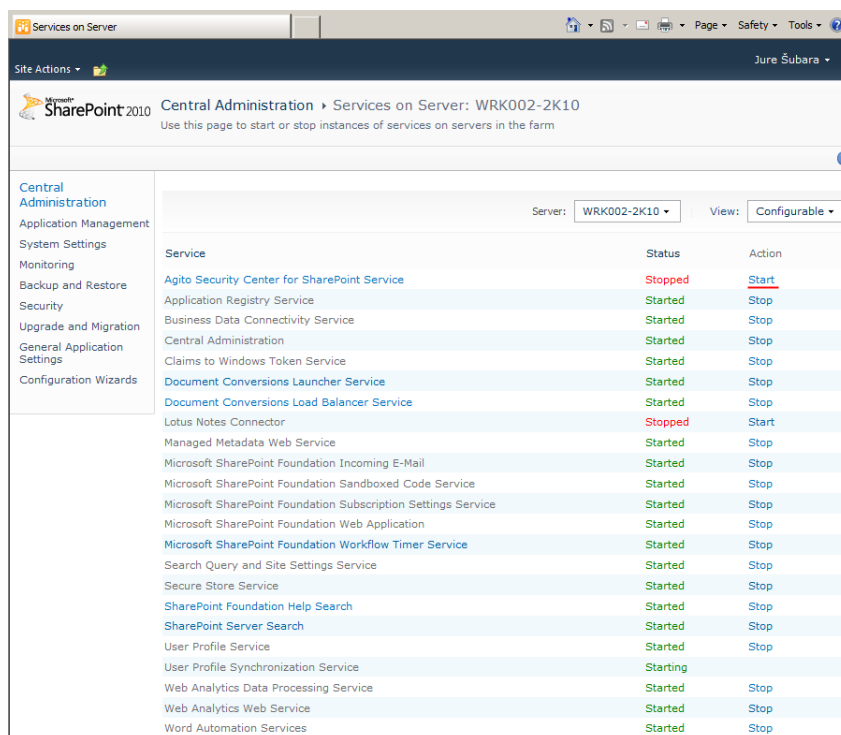 Services on Server
Page Safety Tools
Site Actions
Jure Šubara
Microsoft
SharePoint 2010
Central Administration Services on Server: WRK002-2K10
Use this page to start or stop instances of services on servers in the farm
Central
Administration
Application Management
System Settings
Monitoring
Backup and Restore
Security
Upgrade and Migration
General Application
Settings
Configuration Wizards
Server: WRK002-2K10 View: Configurable
Service Status Action
Agito Security Center for SharePoint Service Stopped Start
Application Registry Service Started Stop
Business Data Connectivity Service Started Stop
Central Administration Started Stop
Claims to Windows Token Service Started Stop
Document Conversions Launcher Service Started Stop
Document Conversions Load Balancer Service Started Stop
Lotus Notes Connector Stopped Start
Managed Metadata Web Service Started Stop
Microsoft SharePoint Foundation Incoming E-Mail Started Stop
Microsoft SharePoint Foundation Sandboxed Code Service Started Stop
Microsoft SharePoint Foundation Subscription Settings Service Started Stop
Microsoft SharePoint Foundation Web Application Started Stop
Microsoft SharePoint Foundation Workflow Timer Service Started Stop
Search Query and Site Settings Service Started Stop
Secure Store Service Started Stop
SharePoint Foundation Help Search Started Stop
SharePoint Server Search Started Stop
User Profile Service Started Stop
User Profile Synchronization Service Starting
Web Analytics Data Processing Service Started Stop
Web Analytics Web Service Started Stop
Word Automation Services Started Stop